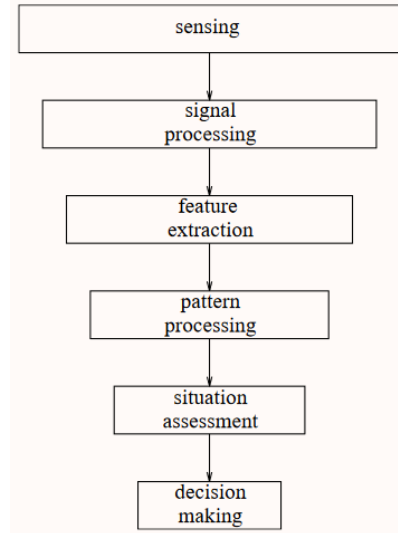 sensing
signal
processing
feature
extraction
pattern
processing
situation
assessment
decision
making